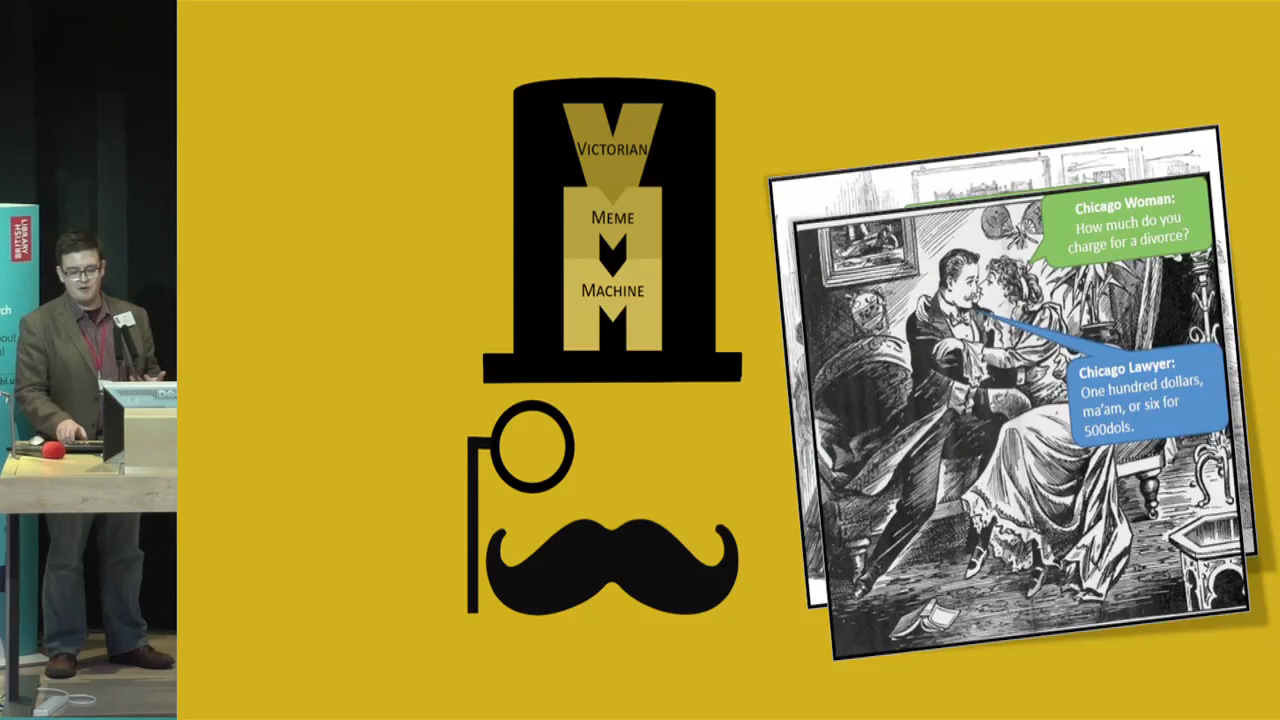 BRITISH
LIBRARY
VICTORIAN
MEME
MACHINE
Chicago Woman:
How much do you
charge for a divorce?
Chicago Lawyer:
One hundred dollars,
ma'am, or six for
500dols.